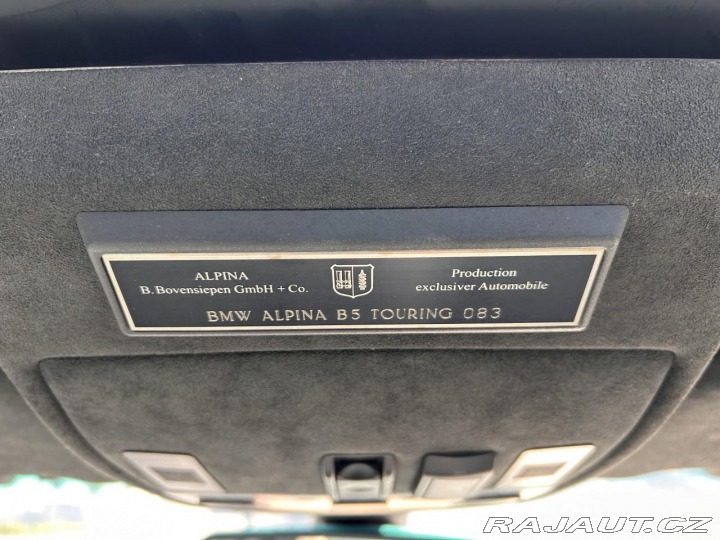 ALPINA
B. Bovensiepen GmbH + Co.
Production
exclusiver Automobile
BMW ALPINA B5 TOURING 083
RAJAUT.CZ